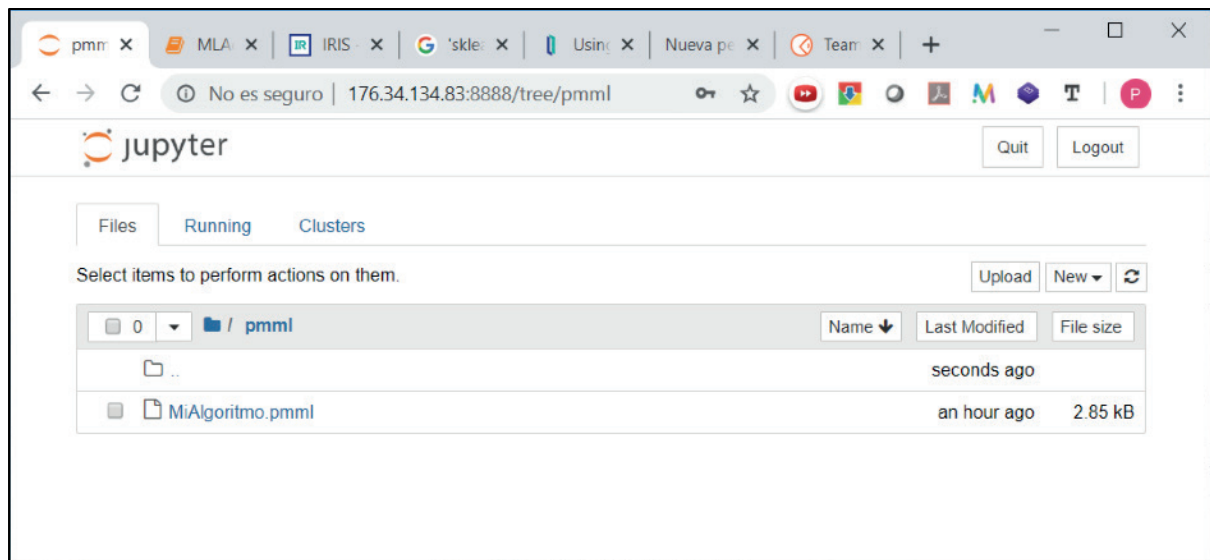 pmm MLA IRIS - 'skle Using Nueva pe Team
No es seguro | 176.34.134.83:8888/tree/pmml
jupyter Quit Logout
Files Running Clusters
Select items to perform actions on them. Upload New
0 / pmml Name Last Modified File size
.. seconds ago
MiAlgoritmo.pmml an hour ago 2.85 kB